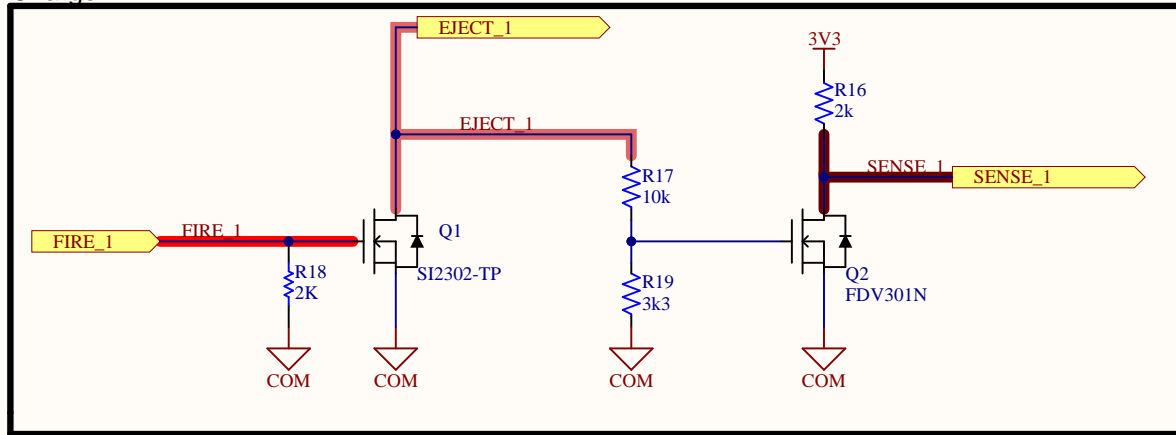 EJECT_1
3V3
R16
2k
EJECT_1
SENSE_1
SENSE_1
R17
10k
FIRE_1
FIRE_1
Q1
SI2302-TP
R18
2K
R19
3k3
Q2
FDV301N
COM
COM
COM
COM